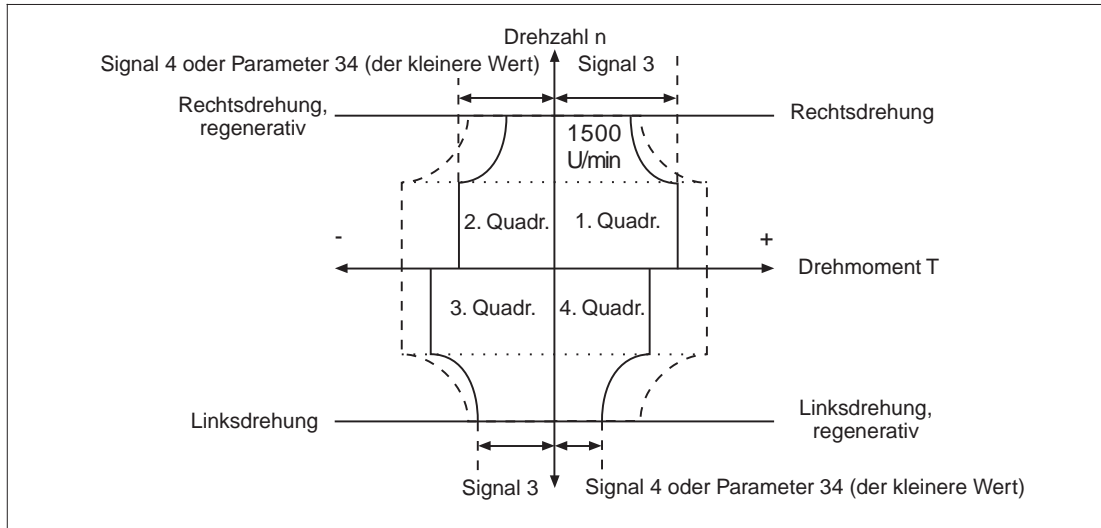 Drehzahl n
Signal 4 oder Parameter 34 (der kleinere Wert)
Signal 3
Rechtsdrehung,
regenerativ
Rechtsdrehung
1500
U/min
2. Quadr.
1. Quadr.
-
+
Drehmoment T
3. Quadr.
4. Quadr.
Linksdrehung
Linksdrehung,
regenerativ
Signal 3
Signal 4 oder Parameter 34 (der kleinere Wert)